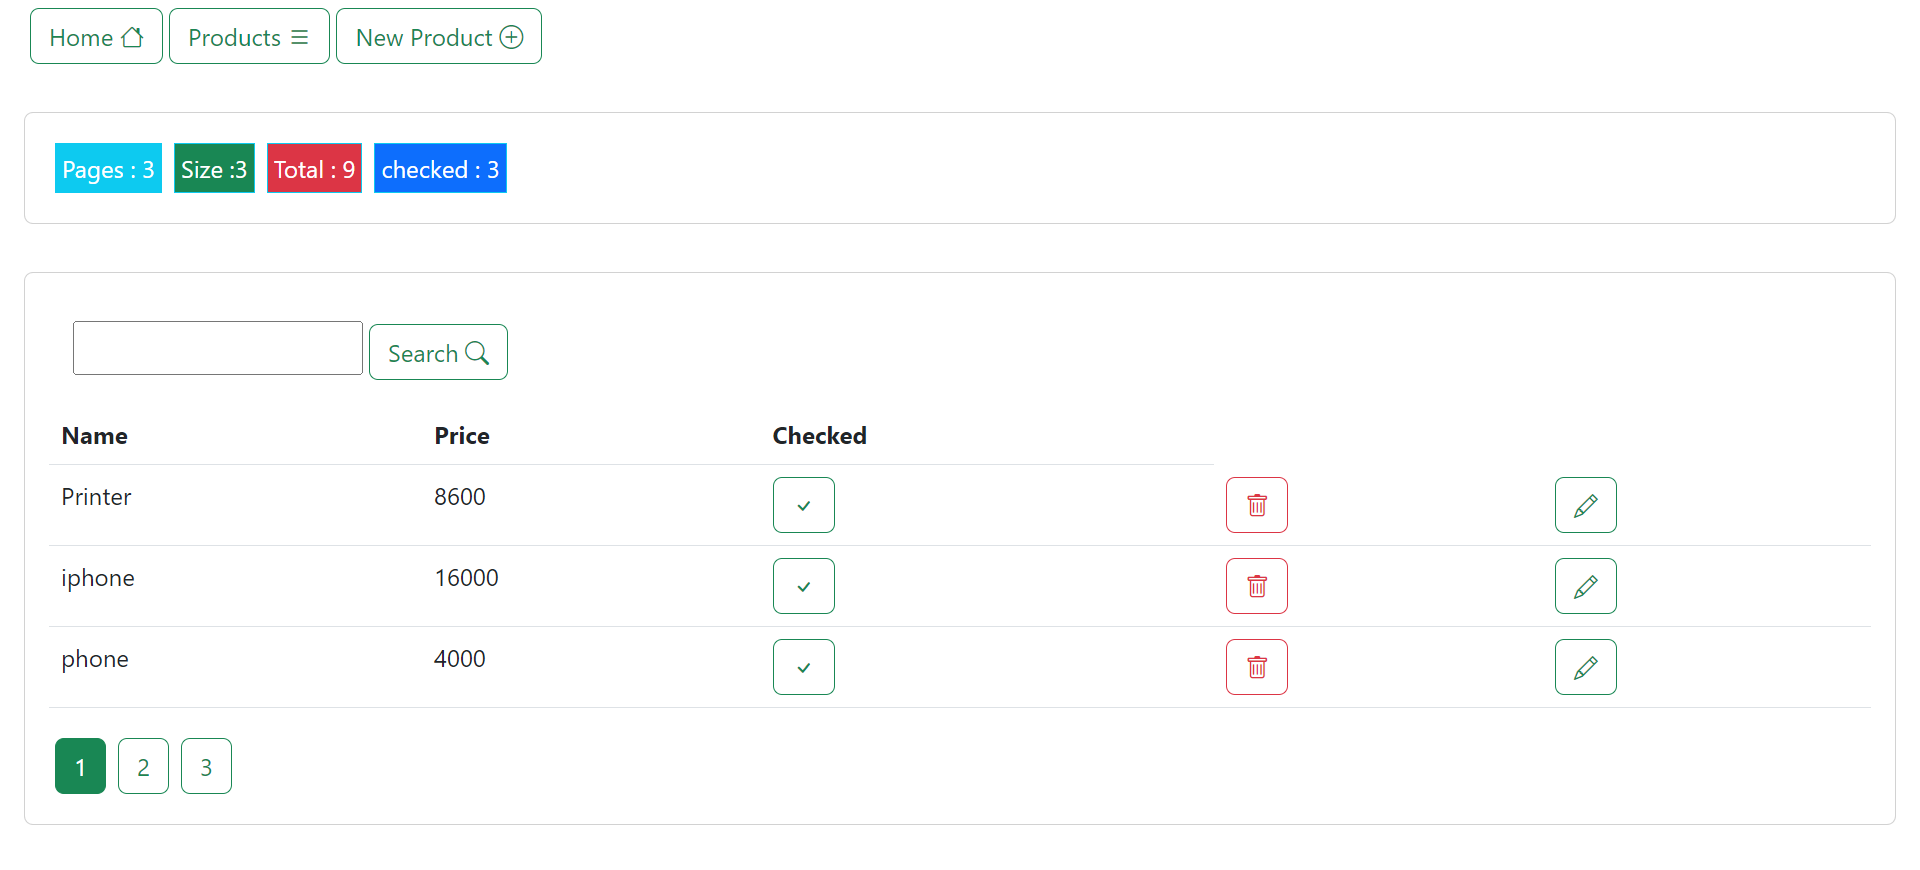 Home Products New Product
Pages : 3 Size :3 Total : 9 checked : 3
Search
Name Price Checked
Printer 8600
iphone 16000
phone 4000
1 2 3